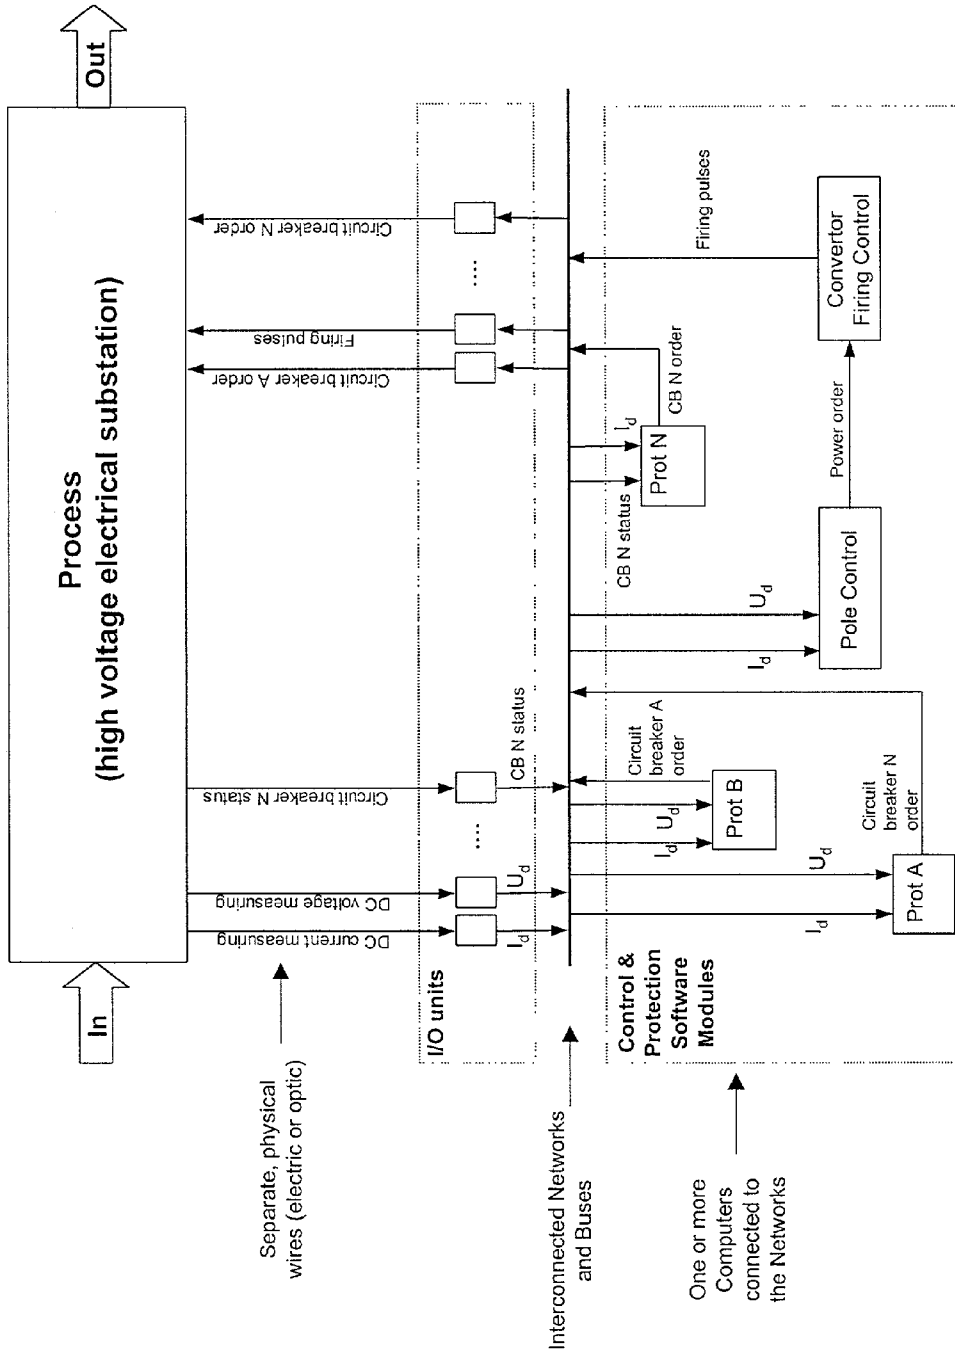 In
Process
(high voltage electrical substation)
Out
Separate, physical
wires (electric or optic)
DC current measuring
DC voltage measuring
Circuit breaker N status
Circuit breaker A order
Firing pulses
Circuit breaker N order
I/O units
....
....
Id
Ud
CB N status
Interconnected Networks
and Buses
Control &
Protection
Software
Modules
One or more
Computers
connected to
the Networks
Id
Ud
Prot A
Circuit
breaker N
order
Id
Ud
Prot B
Circuit
breaker A
order
Id
Ud
Pole Control
Power order
CB N status
Id
Prot N
CB N order
Convertor
Firing Control
Firing pulses